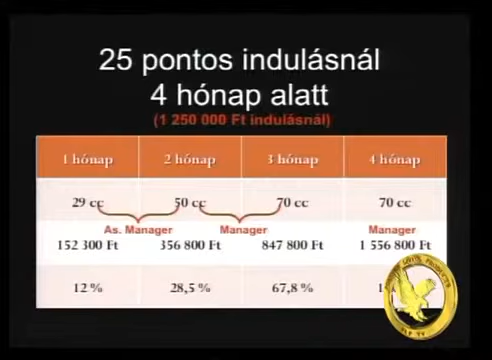 25 pontos indulásnál
4 hónap alatt
(1 250 000 Ft indulásnál)
1 hónap 2 hónap 3 hónap 4 hónap
29 cc 50 cc 70 cc 70 cc
As. Manager Manager Manager
152 300 Ft 356 800 Ft 847 800 Ft 1 556 800 Ft
12 % 28,5 % 67,8 %